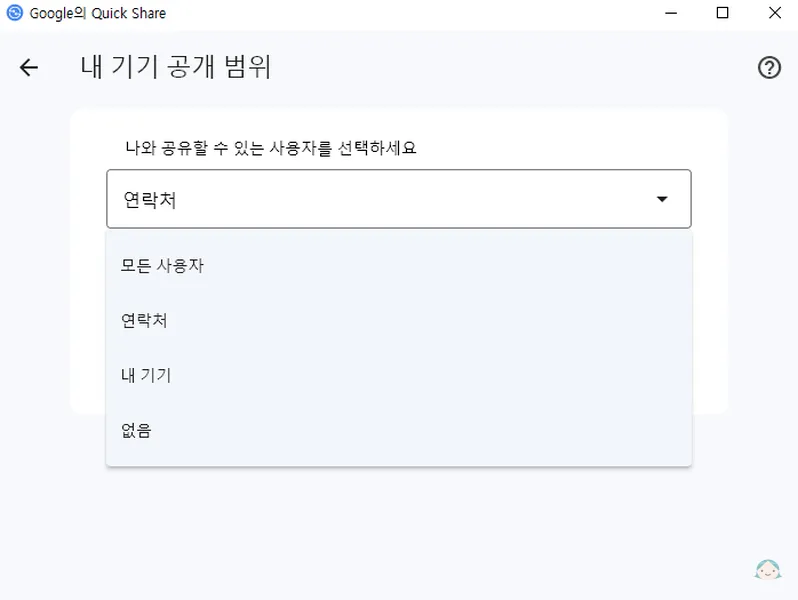 Google의 Quick Share
내 기기 공개 범위
나와 공유할 수 있는 사용자를 선택하세요
연락처
모든 사용자
연락처
내 기기
없음